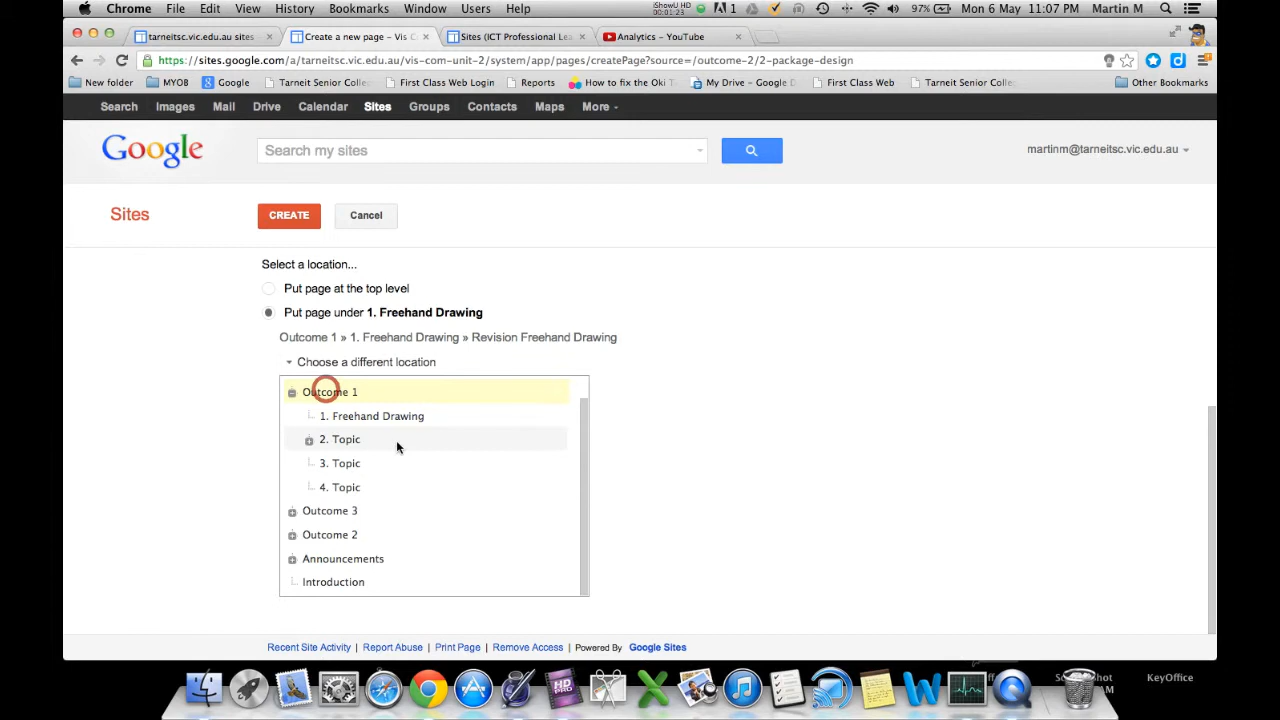 Chrome File Edit View History Bookmarks Window Users Help iShowU HD 00:01:23 1 97% Mon 6 May 11:07 PM Martin M
tarneitsc.vic.edu.au sites Create a new page – Vis C Sites (ICT Professional Lea Analytics - YouTube
https://sites.google.com/a/tarneitsc.vic.edu.au/vis-com-unit-2/system/app/pages/createPage?source=/outcome-2/2-package-design
New folder MYOB Google Tarneit Senior Colle First Class Web Login Reports How to fix the Oki T My Drive - Google D First Class Web Tarneit Senior Colle Other Bookmarks
Search Images Mail Drive Calendar Sites Groups Contacts Maps More
Google Search my sites martinm@tarneitsc.vic.edu.au
Sites CREATE Cancel
Select a location...
Put page at the top level
Put page under 1. Freehand Drawing
Outcome 1 » 1. Freehand Drawing » Revision Freehand Drawing
Choose a different location
Outcome 1
1. Freehand Drawing
2. Topic
3. Topic
4. Topic
Outcome 3
Outcome 2
Announcements
Introduction
Recent Site Activity | Report Abuse | Print Page | Remove Access | Powered By Google Sites
KeyOffice